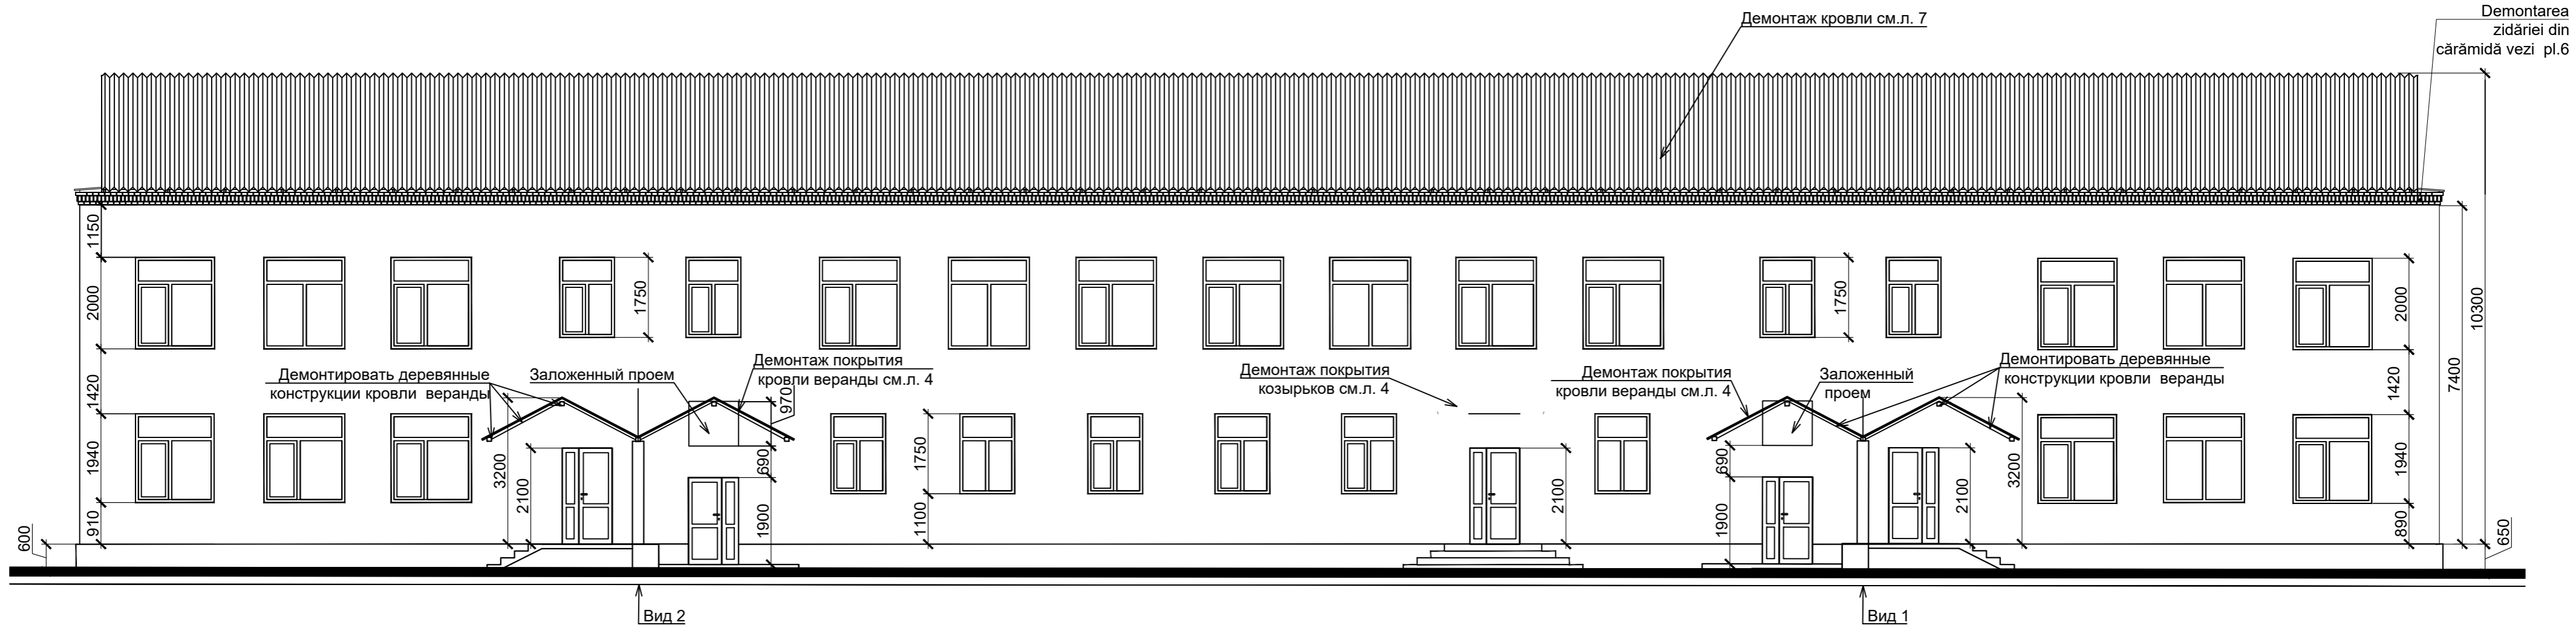 Демонтаж кровли см.л. 7
Demontarea
zidăriei din
cărămidă vezi pl.6
1150
2000
1420
1940
910
600
1750
1750
2000
1420
1940
890
7400
10300
650
Демонтировать деревянные
конструкции кровли веранды
Заложенный проем
Демонтаж покрытия
кровли веранды см.л. 4
970
690
1900
3200
2100
1750
1100
Демонтаж покрытия
козырьков см.л. 4
2100
Демонтаж покрытия
кровли веранды см.л. 4
Заложенный
проем
Демонтировать деревянные
конструкции кровли веранды
690
1900
2100
3200
Вид 2
Вид 1